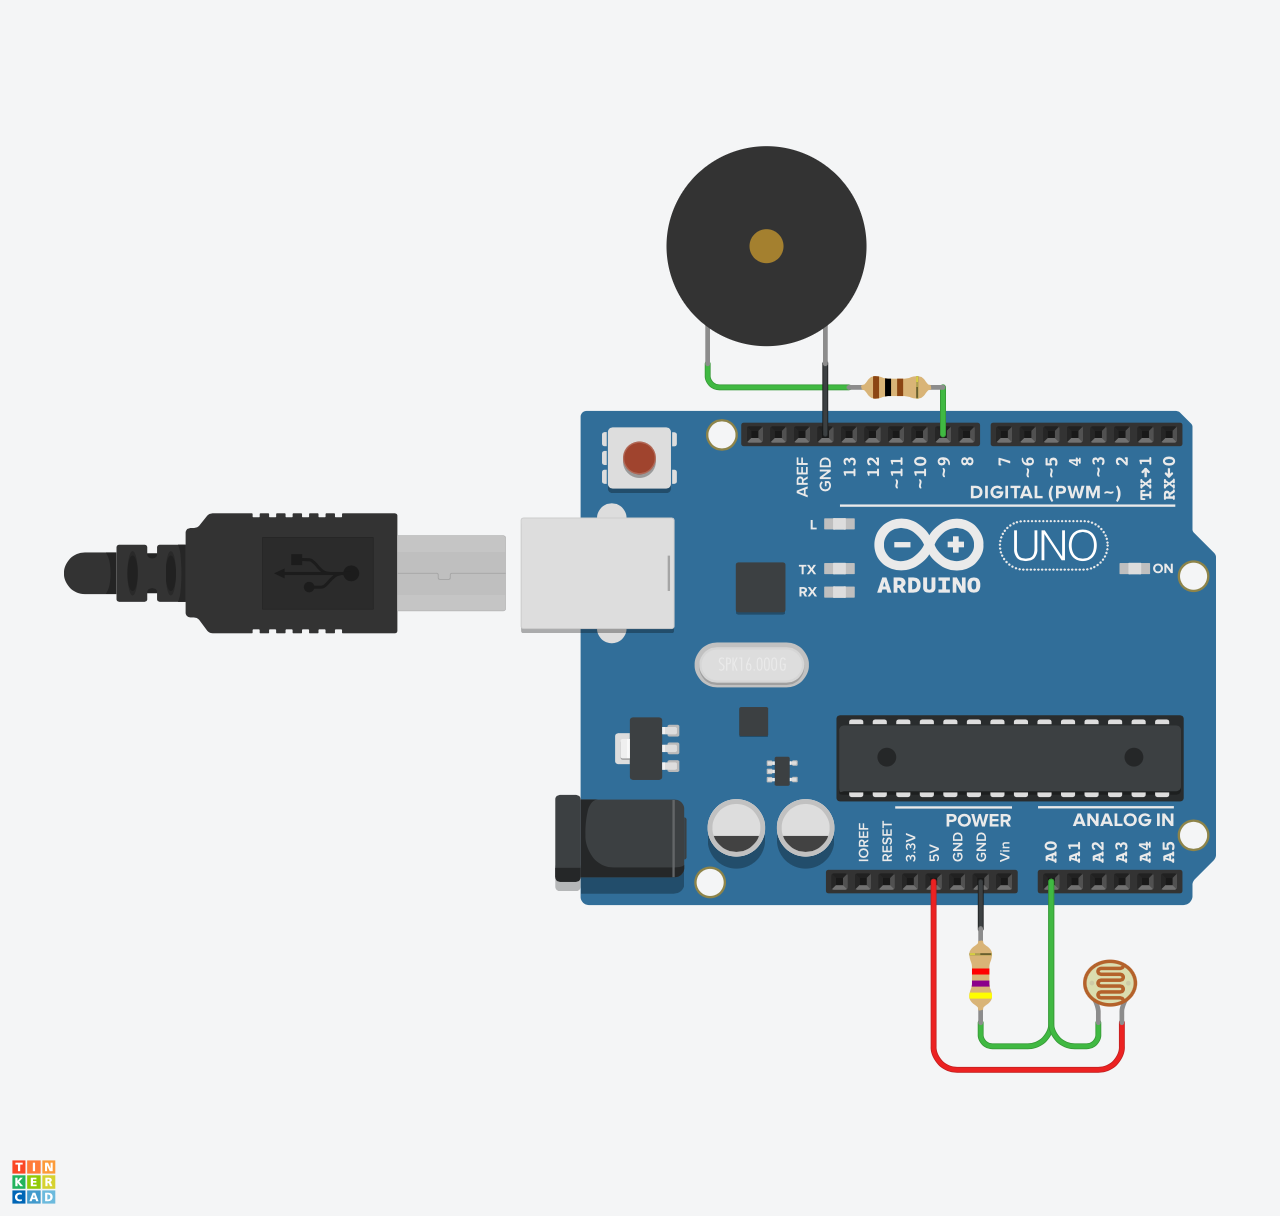 AREF
GND
13
12
~11
~10
~9
8
7
~6
~5
4
~3
2
TX→1
RX←0
DIGITAL (PWM~)
L
TX
RX
ARDUINO
UNO
ON
SPK16.000G
POWER
ANALOG IN
IOREF
RESET
3.3V
5V
GND
GND
Vin
A0
A1
A2
A3
A4
A5
TIN
KER
CAD